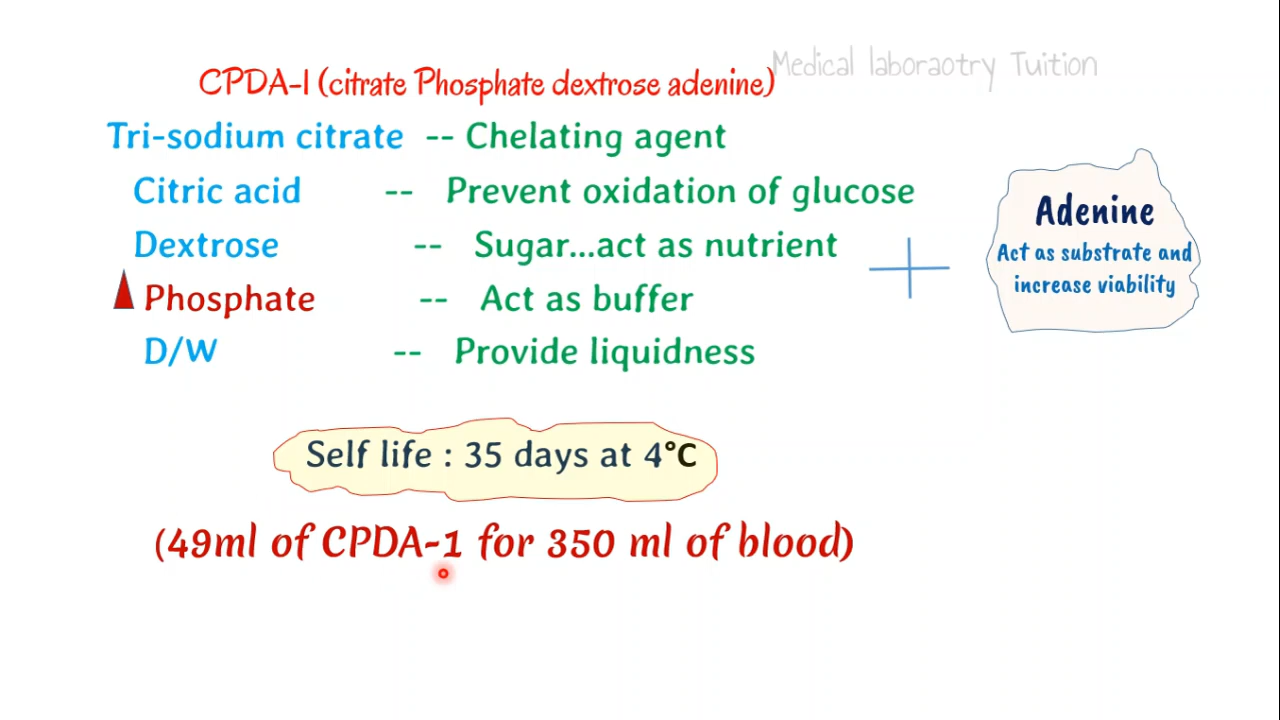 Medical laboraotry Tuition
CPDA-1 (citrate Phosphate dextrose adenine)
Tri-sodium citrate -- Chelating agent
Citric acid -- Prevent oxidation of glucose
Dextrose -- Sugar...act as nutrient
Phosphate -- Act as buffer
D/W -- Provide liquidness
Adenine
Act as substrate and
increase viability
Self life : 35 days at 4°C
(49ml of CPDA-1 for 350 ml of blood)